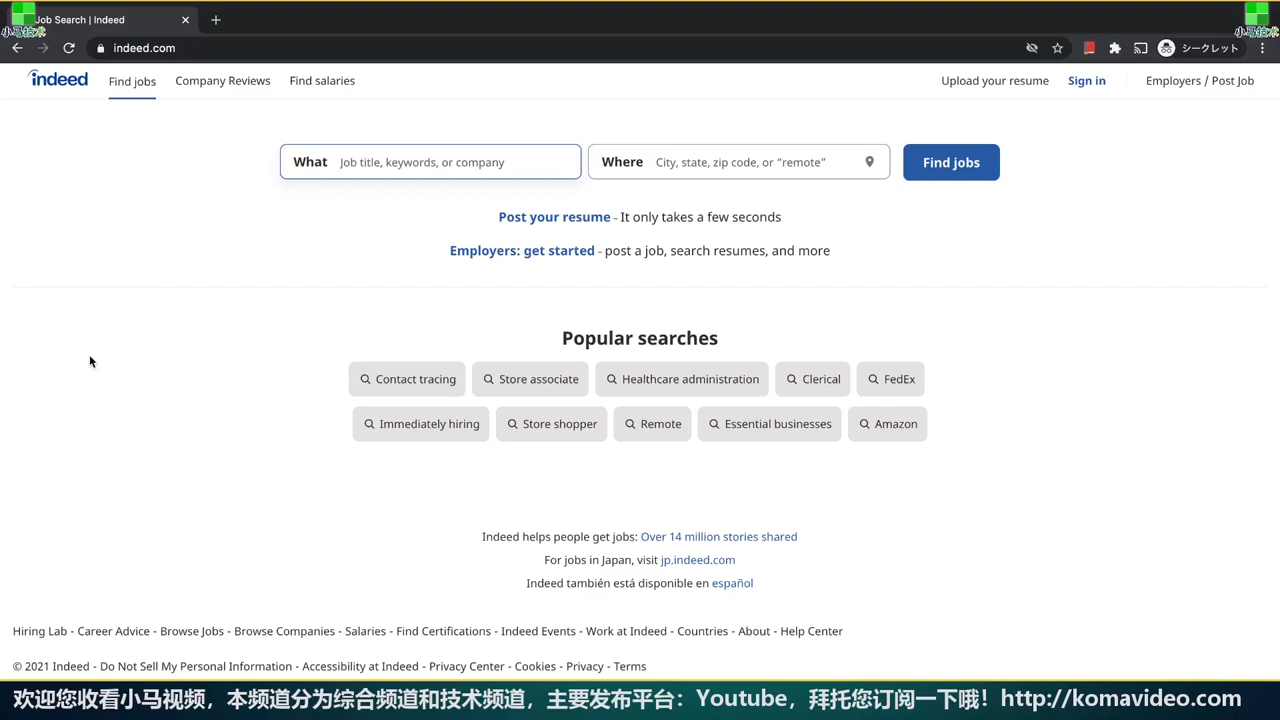 Job Search | Indeed
小马技术
小马技术
indeed.com
シークレット
indeed
Find jobs
Company Reviews
Find salaries
Upload your resume
Sign in
Employers / Post Job
What Job title, keywords, or company
Where City, state, zip code, or “remote”
Find jobs
Post your resume - It only takes a few seconds
Employers: get started - post a job, search resumes, and more
Popular searches
Contact tracing
Store associate
Healthcare administration
Clerical
FedEx
Immediately hiring
Store shopper
Remote
Essential businesses
Amazon
Indeed helps people get jobs: Over 14 million stories shared
For jobs in Japan, visit jp.indeed.com
Indeed también está disponible en español
Hiring Lab - Career Advice - Browse Jobs - Browse Companies - Salaries - Find Certifications - Indeed Events - Work at Indeed - Countries - About - Help Center
© 2021 Indeed - Do Not Sell My Personal Information - Accessibility at Indeed - Privacy Center - Cookies - Privacy - Terms
欢迎您收看小马视频，本频道分为综合频道和技术频道，主要发布平台：Youtube，拜托您订阅一下哦！http://komavideo.com